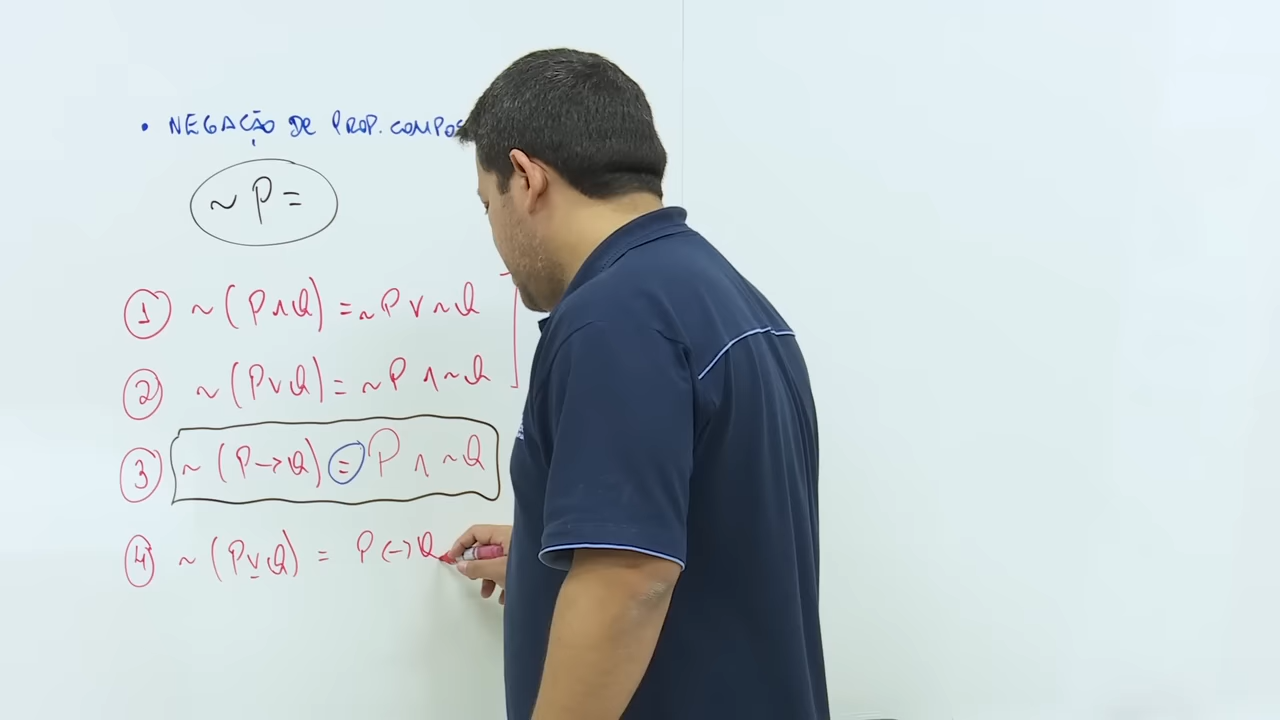 • NEGAÇÃO DE PROP. COMPOS
~ P =
1 ~ (P ∧ Q) = ~ P ∨ ~ Q
2 ~ (P ∨ Q) = ~ P ∧ ~ Q
3 ~ (P → Q) = P ∧ ~ Q
4 ~ (P ⊻ Q) = P ↔ Q